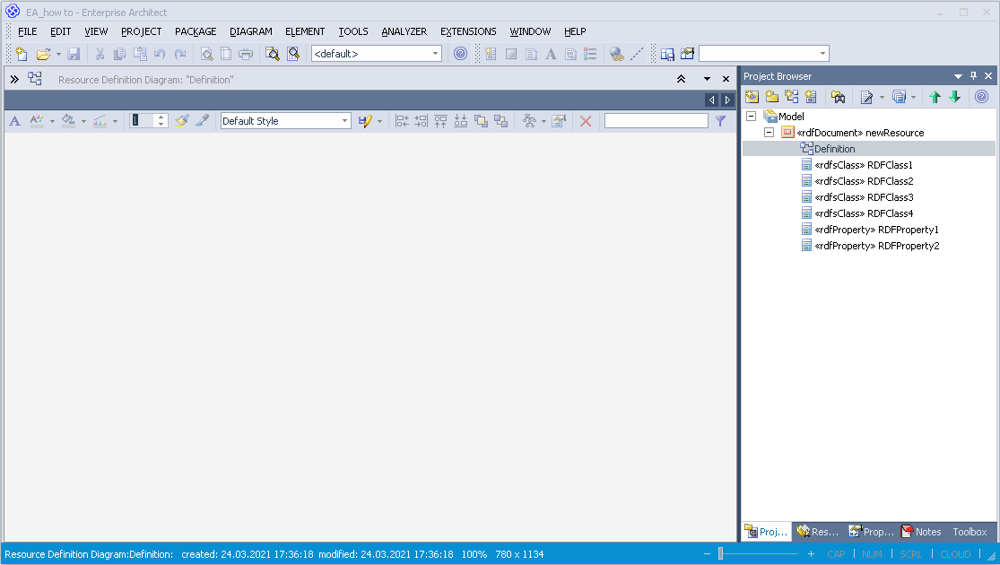 EA_how to - Enterprise Architect
FILE EDIT VIEW PROJECT PACKAGE DIAGRAM ELEMENT TOOLS ANALYZER EXTENSIONS WINDOW HELP
<default>
Resource Definition Diagram: "Definition"
1 Default Style
Project Browser
Model
«rdfDocument» newResource
Definition
«rdfsClass» RDFClass1
«rdfsClass» RDFClass2
«rdfsClass» RDFClass3
«rdfsClass» RDFClass4
«rdfProperty» RDFProperty1
«rdfProperty» RDFProperty2
Proj... Res... Prop... Notes Toolbox
Resource Definition Diagram:Definition: created: 24.03.2021 17:36:18 modified: 24.03.2021 17:36:18 100% 780 x 1134 CAP NUM SCRL CLOUD